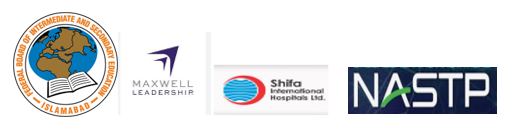 FEDERAL BOARD OF INTERMEDIATE AND SECONDARY EDUCATION
ISLAMABAD
MAXWELL
LEADERSHIP
Shifa
International
Hospitals Ltd.
NASTP